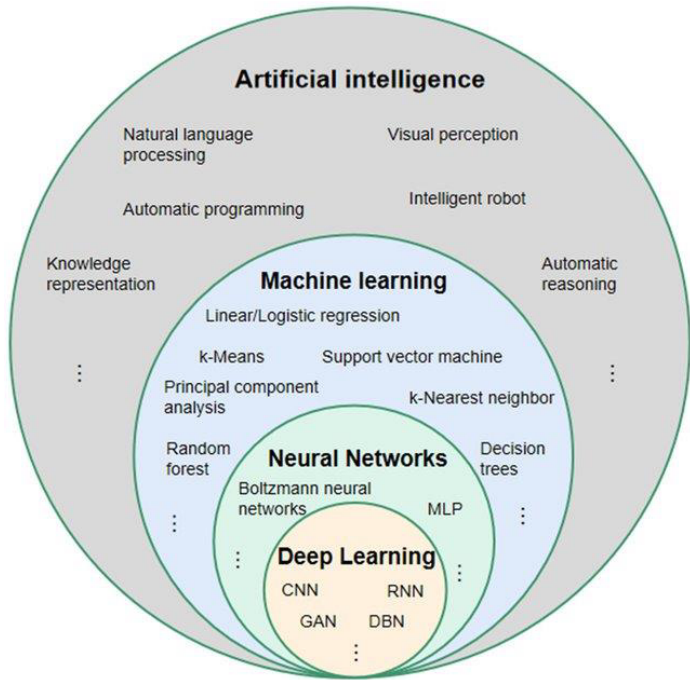 Artificial intelligence
Natural language
processing
Visual perception
Automatic programming
Intelligent robot
Knowledge
representation
Automatic
reasoning
⋮
⋮
Machine learning
Linear/Logistic regression
k-Means
Support vector machine
Principal component
analysis
k-Nearest neighbor
Random
forest
Decision
trees
⋮
⋮
Neural Networks
Boltzmann neural
networks
MLP
⋮
⋮
Deep Learning
CNN
RNN
GAN
DBN
⋮